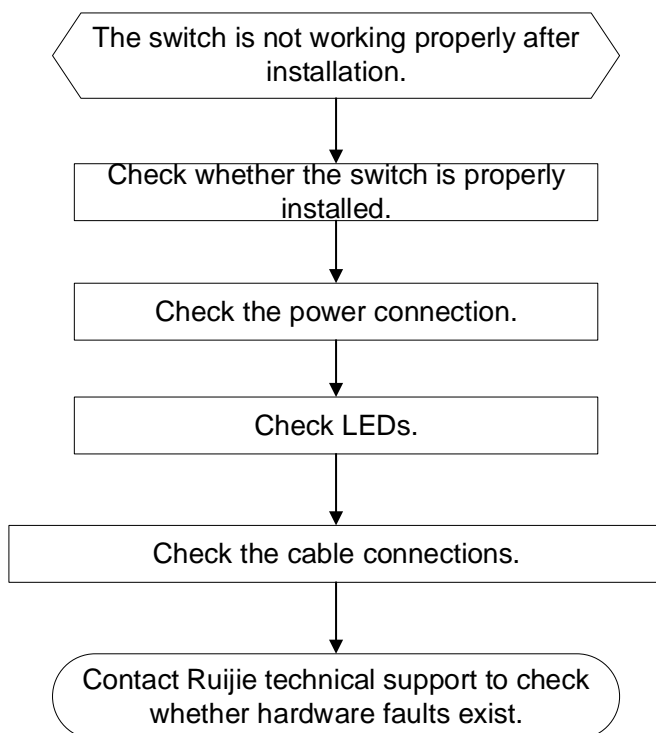 The switch is not working properly after
installation.
Check whether the switch is properly
installed.
Check the power connection.
Check LEDs.
Check the cable connections.
Contact Ruijie technical support to check
whether hardware faults exist.